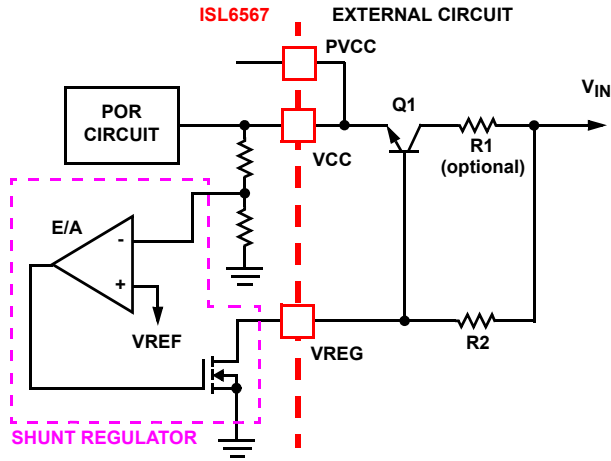 ISL6567
EXTERNAL CIRCUIT
PVCC
VIN
POR
CIRCUIT
Q1
VCC
R1
(optional)
E/A
-
+
VREF
VREG
R2
SHUNT REGULATOR